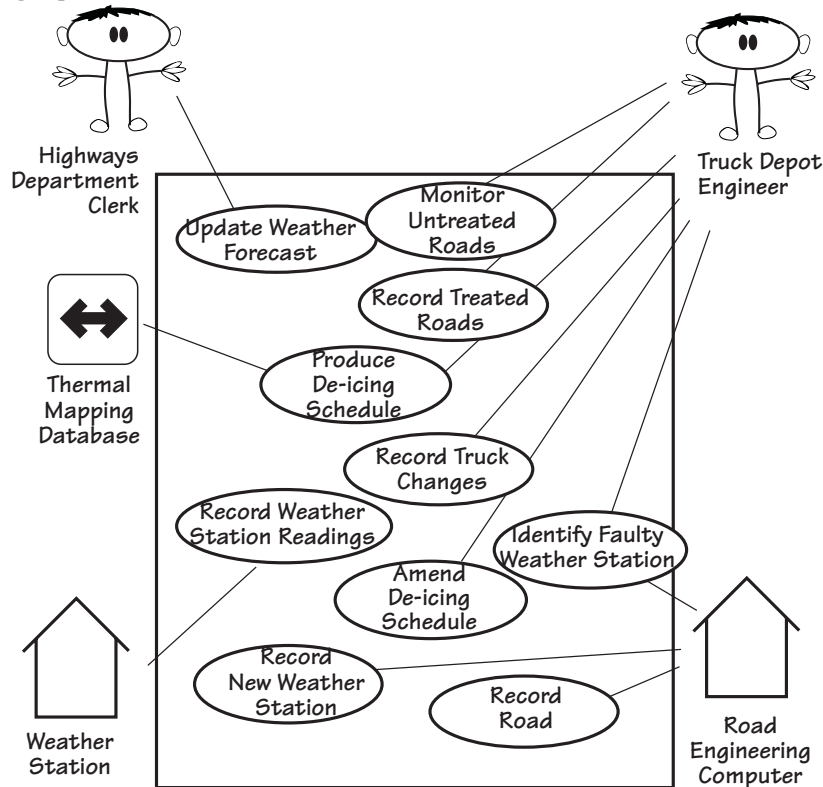 Highways
Department
Clerk
Truck Depot
Engineer
Update Weather
Forecast
Monitor
Untreated
Roads
Record Treated
Roads
Thermal
Mapping
Database
Produce
De-icing
Schedule
Record Truck
Changes
Record Weather
Station Readings
Identify Faulty
Weather Station
Amend
De-icing
Schedule
Record
New Weather
Station
Record
Road
Weather
Station
Road
Engineering
Computer